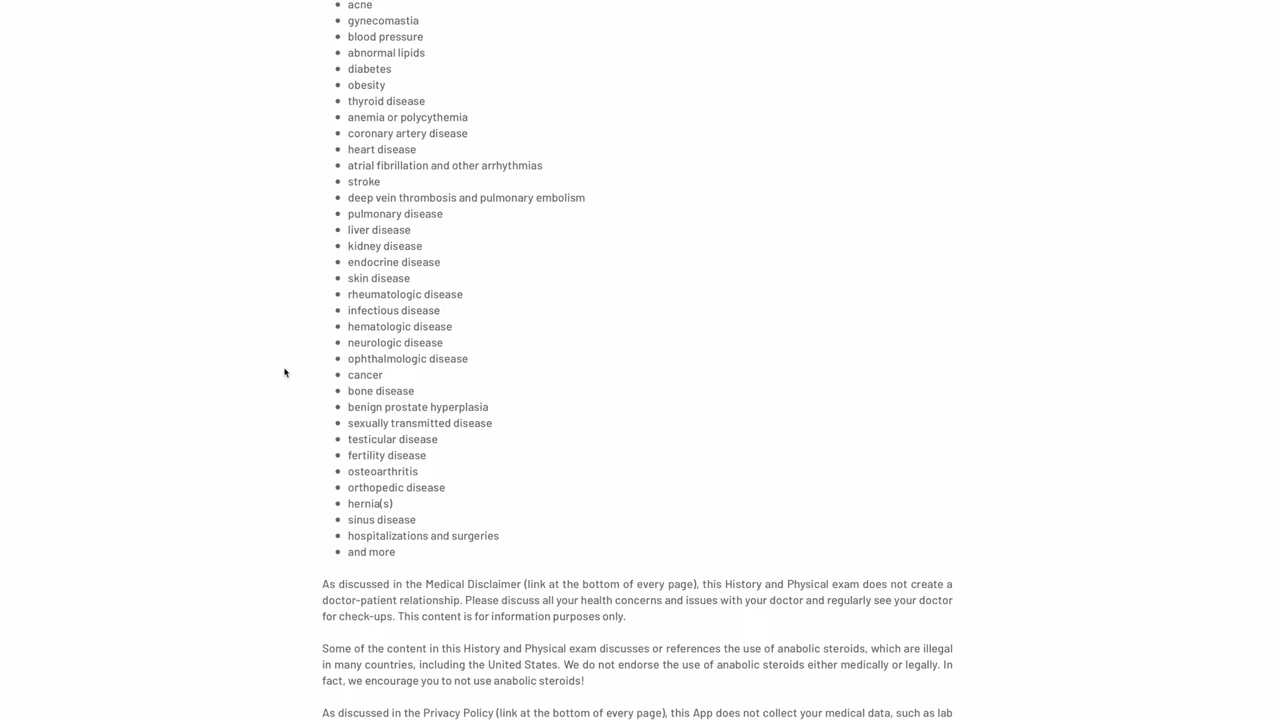 acne
gynecomastia
blood pressure
abnormal lipids
diabetes
obesity
thyroid disease
anemia or polycythemia
coronary artery disease
heart disease
atrial fibrillation and other arrhythmias
stroke
deep vein thrombosis and pulmonary embolism
pulmonary disease
liver disease
kidney disease
endocrine disease
skin disease
rheumatologic disease
infectious disease
hematologic disease
neurologic disease
ophthalmologic disease
cancer
bone disease
benign prostate hyperplasia
sexually transmitted disease
testicular disease
fertility disease
osteoarthritis
orthopedic disease
hernia(s)
sinus disease
hospitalizations and surgeries
and more
As discussed in the Medical Disclaimer (link at the bottom of every page), this History and Physical exam does not create a
doctor-patient relationship. Please discuss all your health concerns and issues with your doctor and regularly see your doctor
for check-ups. This content is for information purposes only.
Some of the content in this History and Physical exam discusses or references the use of anabolic steroids, which are illegal
in many countries, including the United States. We do not endorse the use of anabolic steroids either medically or legally. In
fact, we encourage you to not use anabolic steroids!
As discussed in the Privacy Policy (link at the bottom of every page), this App does not collect your medical data, such as lab